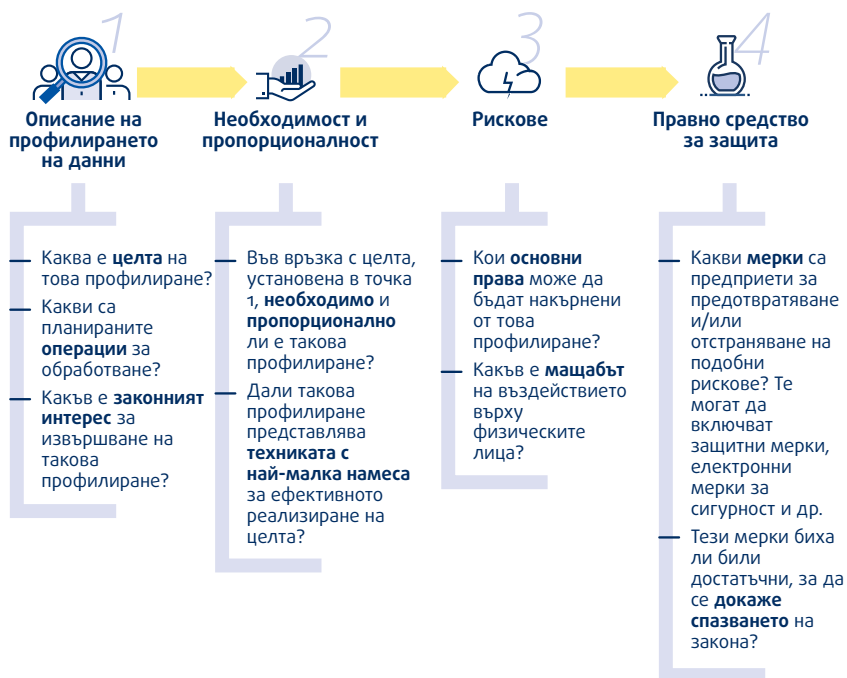 1
Описание на
профилирането
на данни
Каква е целта на
това профилиране?
Какви са
планираните
операции за
обработване?
Какъв е законният
интерес за
извършване на
такова
профилиране?
2
Необходимост и
пропорционалност
Във връзка с целта,
установена в точка
1, необходимо и
пропорционално
ли е такова
профилиране?
Дали такова
профилиране
представлява
техниката с
най-малка намеса
за ефективното
реализиране на
целта?
3
Рискове
Кои основни
права може да
бъдат накърнени
от това
профилиране?
Какъв е мащабът
на въздействието
върху
физическите
лица?
4
Правно средство
за защита
Какви мерки са
предприети за
предотвратяване
и/или
отстраняване на
подобни
рискове? Те
могат да
включват
защитни мерки,
електронни
мерки за
сигурност и др.
Тези мерки биха
ли били
достатъчни, за да
се докаже
спазването на
закона?